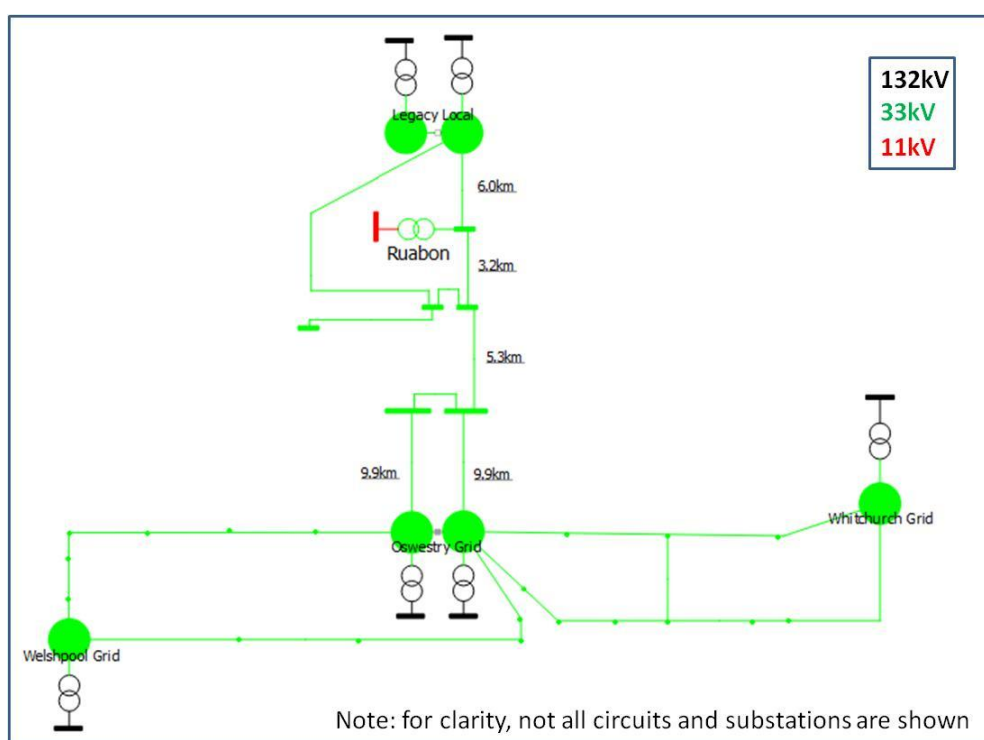 132kV
33kV
11kV
Legacy Local
6.0km
Ruabon
3.2km
5.3km
9.9km
9.9km
Oswestry Grid
Whitchurch Grid
Welshpool Grid
Note: for clarity, not all circuits and substations are shown